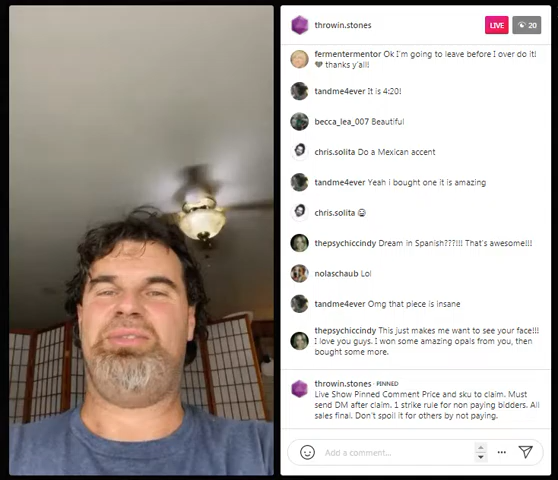 throwin.stones
LIVE
20
fermentermentor Ok I'm going to leave before I over do it!
🖤 thanks y'all!
tandme4ever It is 4:20!
becca_lea_007 Beautiful
chris.solita Do a Mexican accent
tandme4ever Yeah i bought one it is amazing
chris.solita 😂
thepsychiccindy Dream in Spanish???!!! That's awesome!!!
nolaschaub Lol
tandme4ever Omg that piece is insane
thepsychiccindy This just makes me want to see your face!!!
I love you guys. I won some amazing opals from you, then
bought some more.
throwin.stones · PINNED
Live Show Pinned Comment Price and sku to claim. Must
send DM after claim. 1 strike rule for non paying bidders. All
sales final. Don't spoil it for others by not paying.
Add a comment...